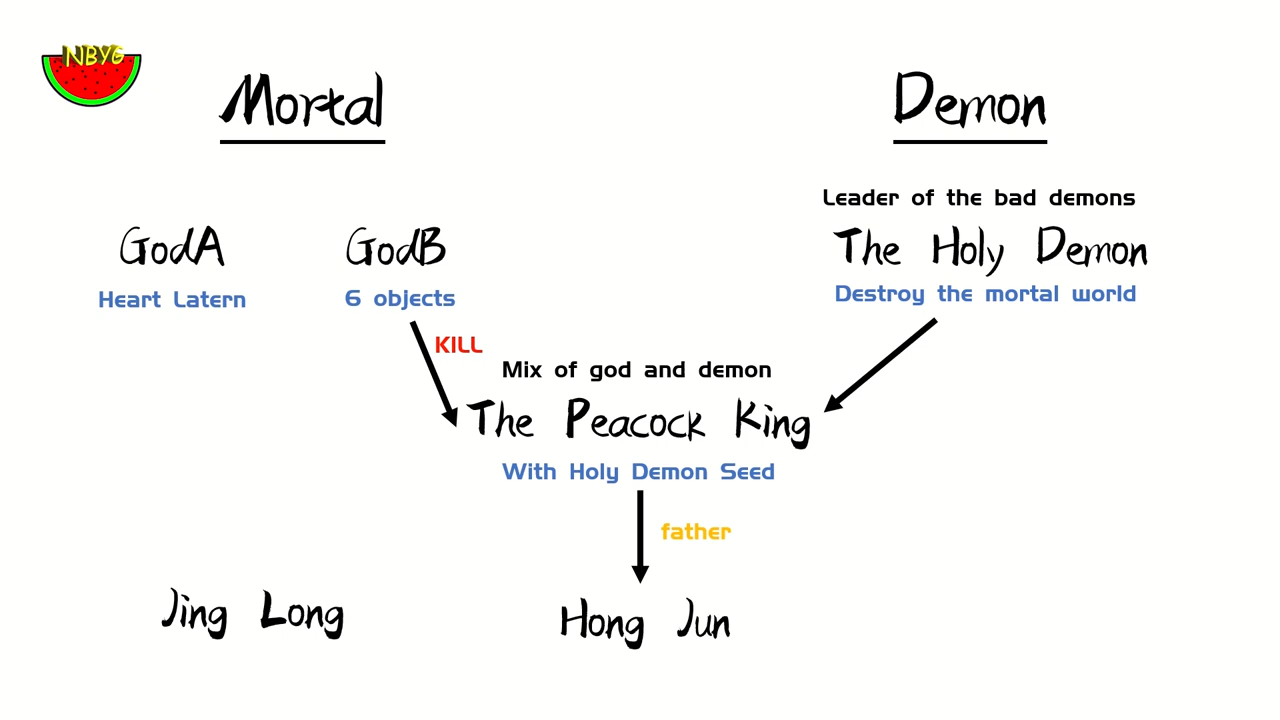 NBYG
Mortal
Demon
Leader of the bad demons
GodA
GodB
The Holy Demon
Heart Latern
6 objects
Destroy the mortal world
KILL
Mix of god and demon
The Peacock King
With Holy Demon Seed
father
Jing Long
Hong Jun